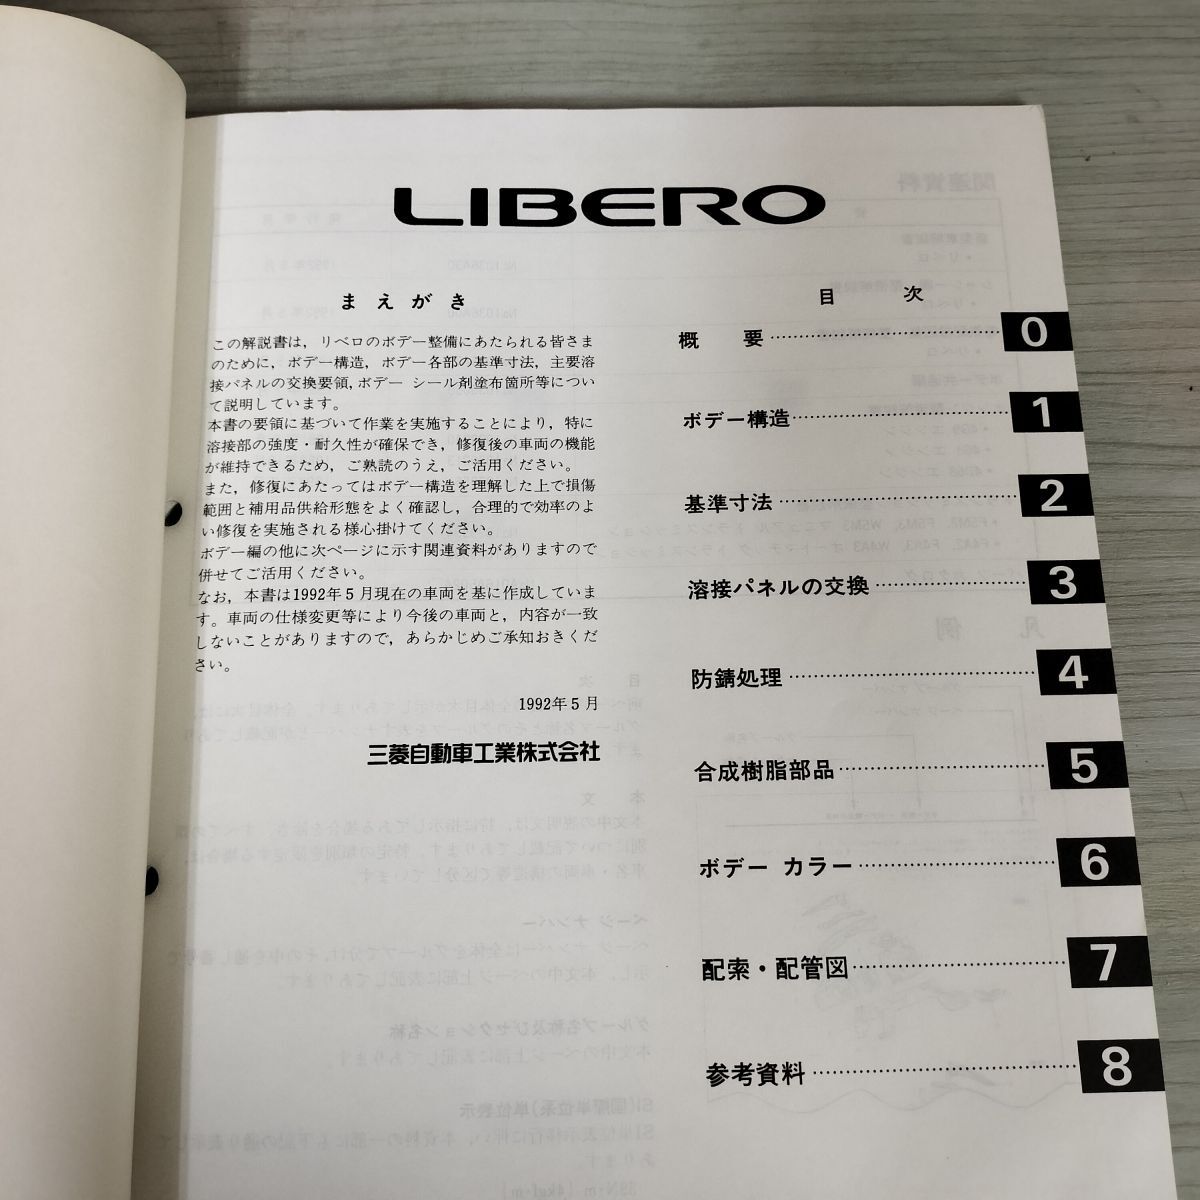 LIBERO
まえがき
この解説書は，リベロのボデー整備にあたられる皆さま
のために，ボデー構造，ボデー各部の基準寸法，主要溶
接パネルの交換要領，ボデー シール剤塗布箇所等につい
て説明しています。
本書の要領に基づいて作業を実施することにより，特に
溶接部の強度・耐久性が確保でき，修復後の車両の機能
が維持できるため，ご熟読のうえ，ご活用ください。
また，修復にあたってはボデー構造を理解した上で損傷
範囲と補用品供給形態をよく確認し，合理的で効率のよ
い修復を実施される様心掛けてください。
ボデー編の他に次ページに示す関連資料がありますので
併せてご活用ください。
なお，本書は1992年5月現在の車両を基に作成していま
す。車両の仕様変更等により今後の車両と，内容が一致
しないことがありますので，あらかじめご承知おきくだ
さい。
1992年5月
三菱自動車工業株式会社
目次
概要 0
ボデー構造 1
基準寸法 2
溶接パネルの交換 3
防錆処理 4
合成樹脂部品 5
ボデー カラー 6
配索・配管図 7
参考資料 8